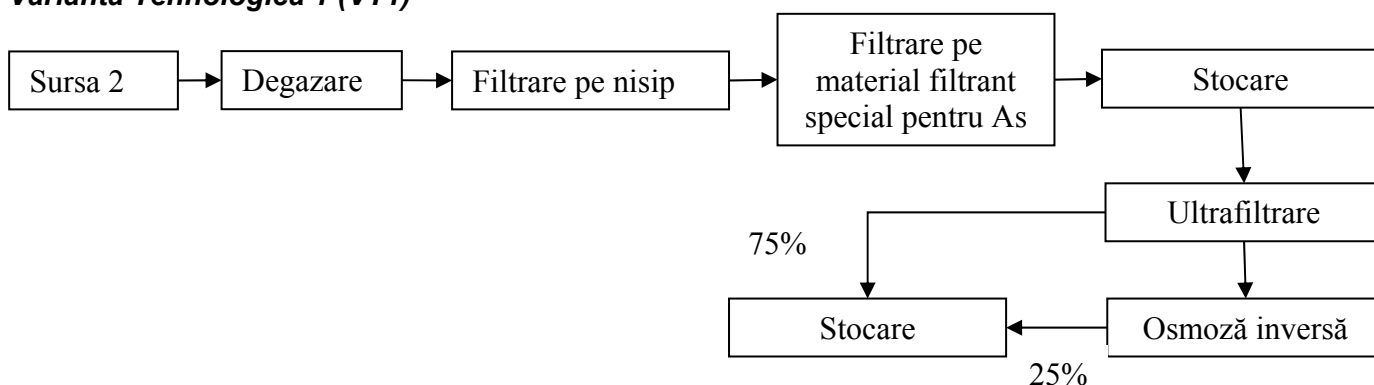 Varianta Tehnologică 1 (VT1)
Sursa 2
Degazare
Filtrare pe nisip
Filtrare pe
material filtrant
special pentru As
Stocare
Ultrafiltrare
75%
Stocare
Osmoză inversă
25%